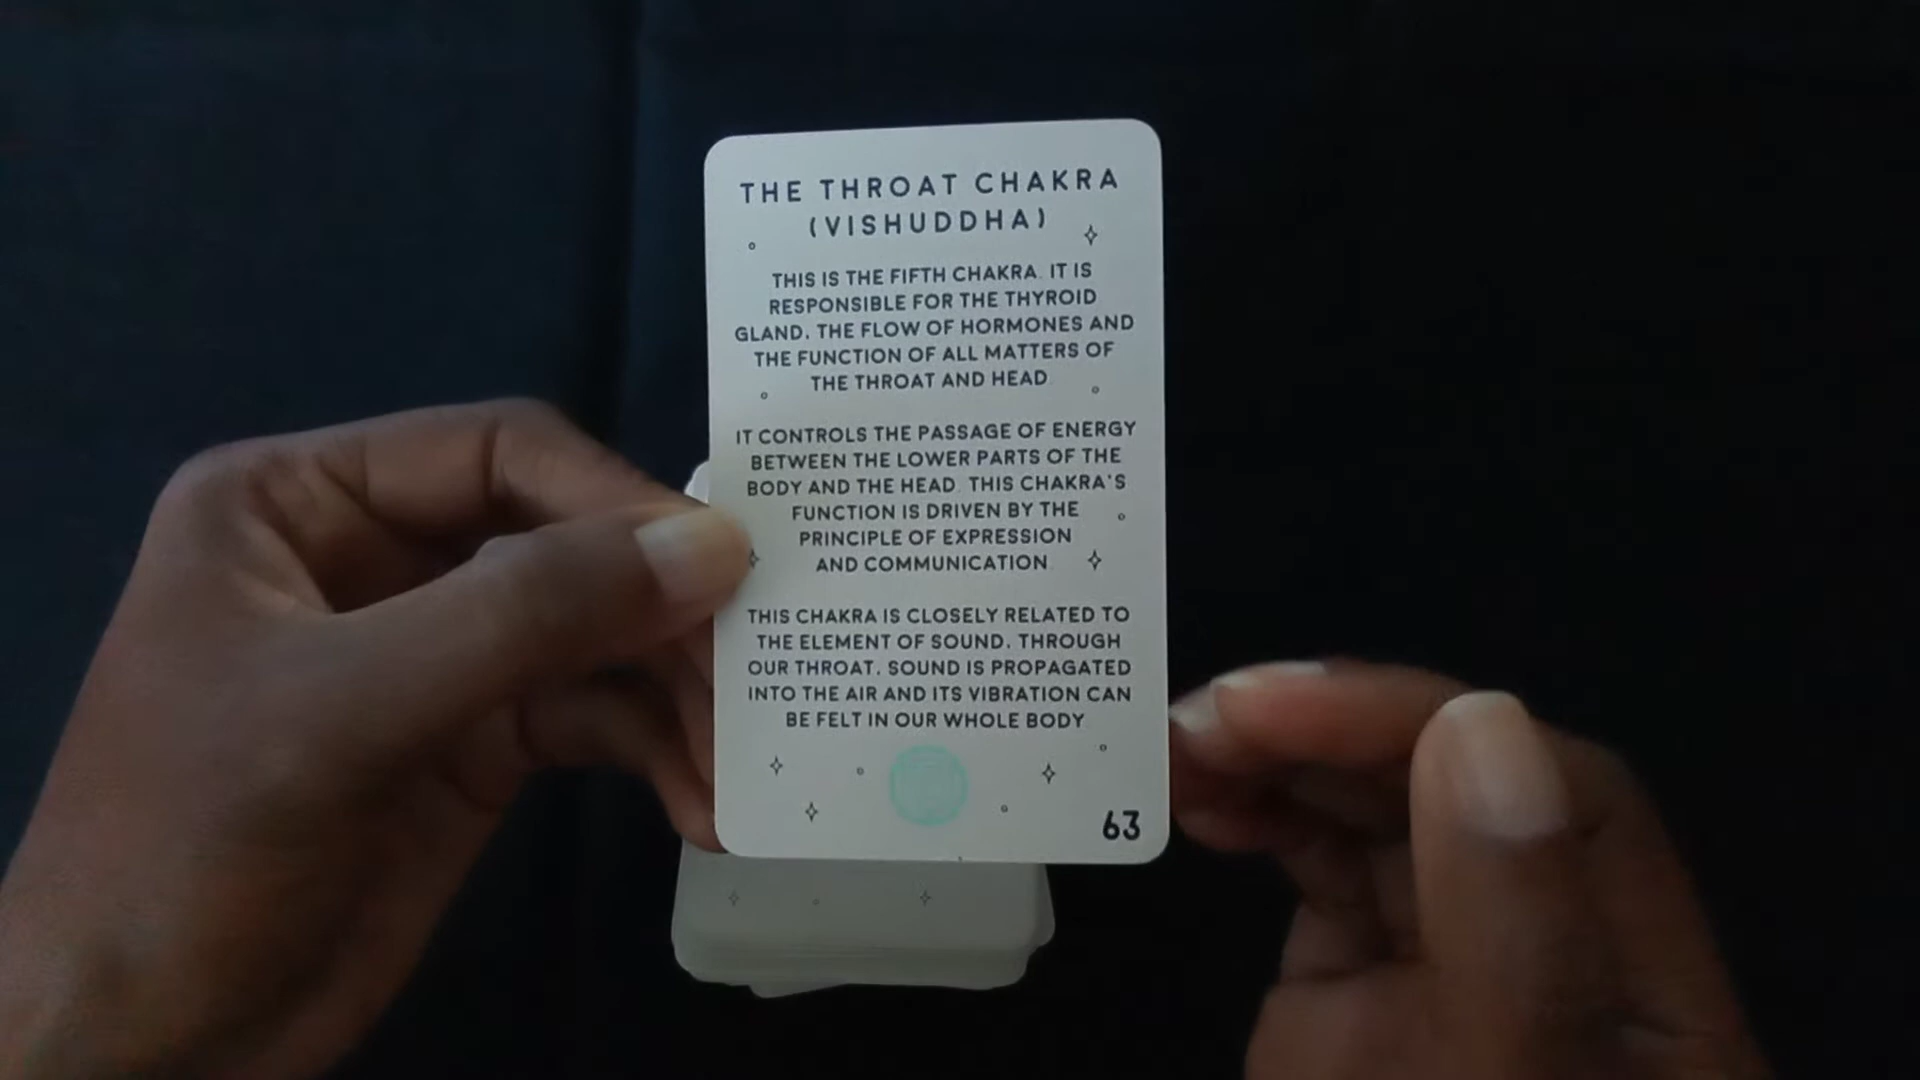 THE THROAT CHAKRA
(VISHUDDHA)
THIS IS THE FIFTH CHAKRA. IT IS
RESPONSIBLE FOR THE THYROID
GLAND. THE FLOW OF HORMONES AND
THE FUNCTION OF ALL MATTERS OF
THE THROAT AND HEAD.
IT CONTROLS THE PASSAGE OF ENERGY
BETWEEN THE LOWER PARTS OF THE
BODY AND THE HEAD. THIS CHAKRA'S
FUNCTION IS DRIVEN BY THE
PRINCIPLE OF EXPRESSION
AND COMMUNICATION.
THIS CHAKRA IS CLOSELY RELATED TO
THE ELEMENT OF SOUND. THROUGH
OUR THROAT. SOUND IS PROPAGATED
INTO THE AIR AND ITS VIBRATION CAN
BE FELT IN OUR WHOLE BODY
63